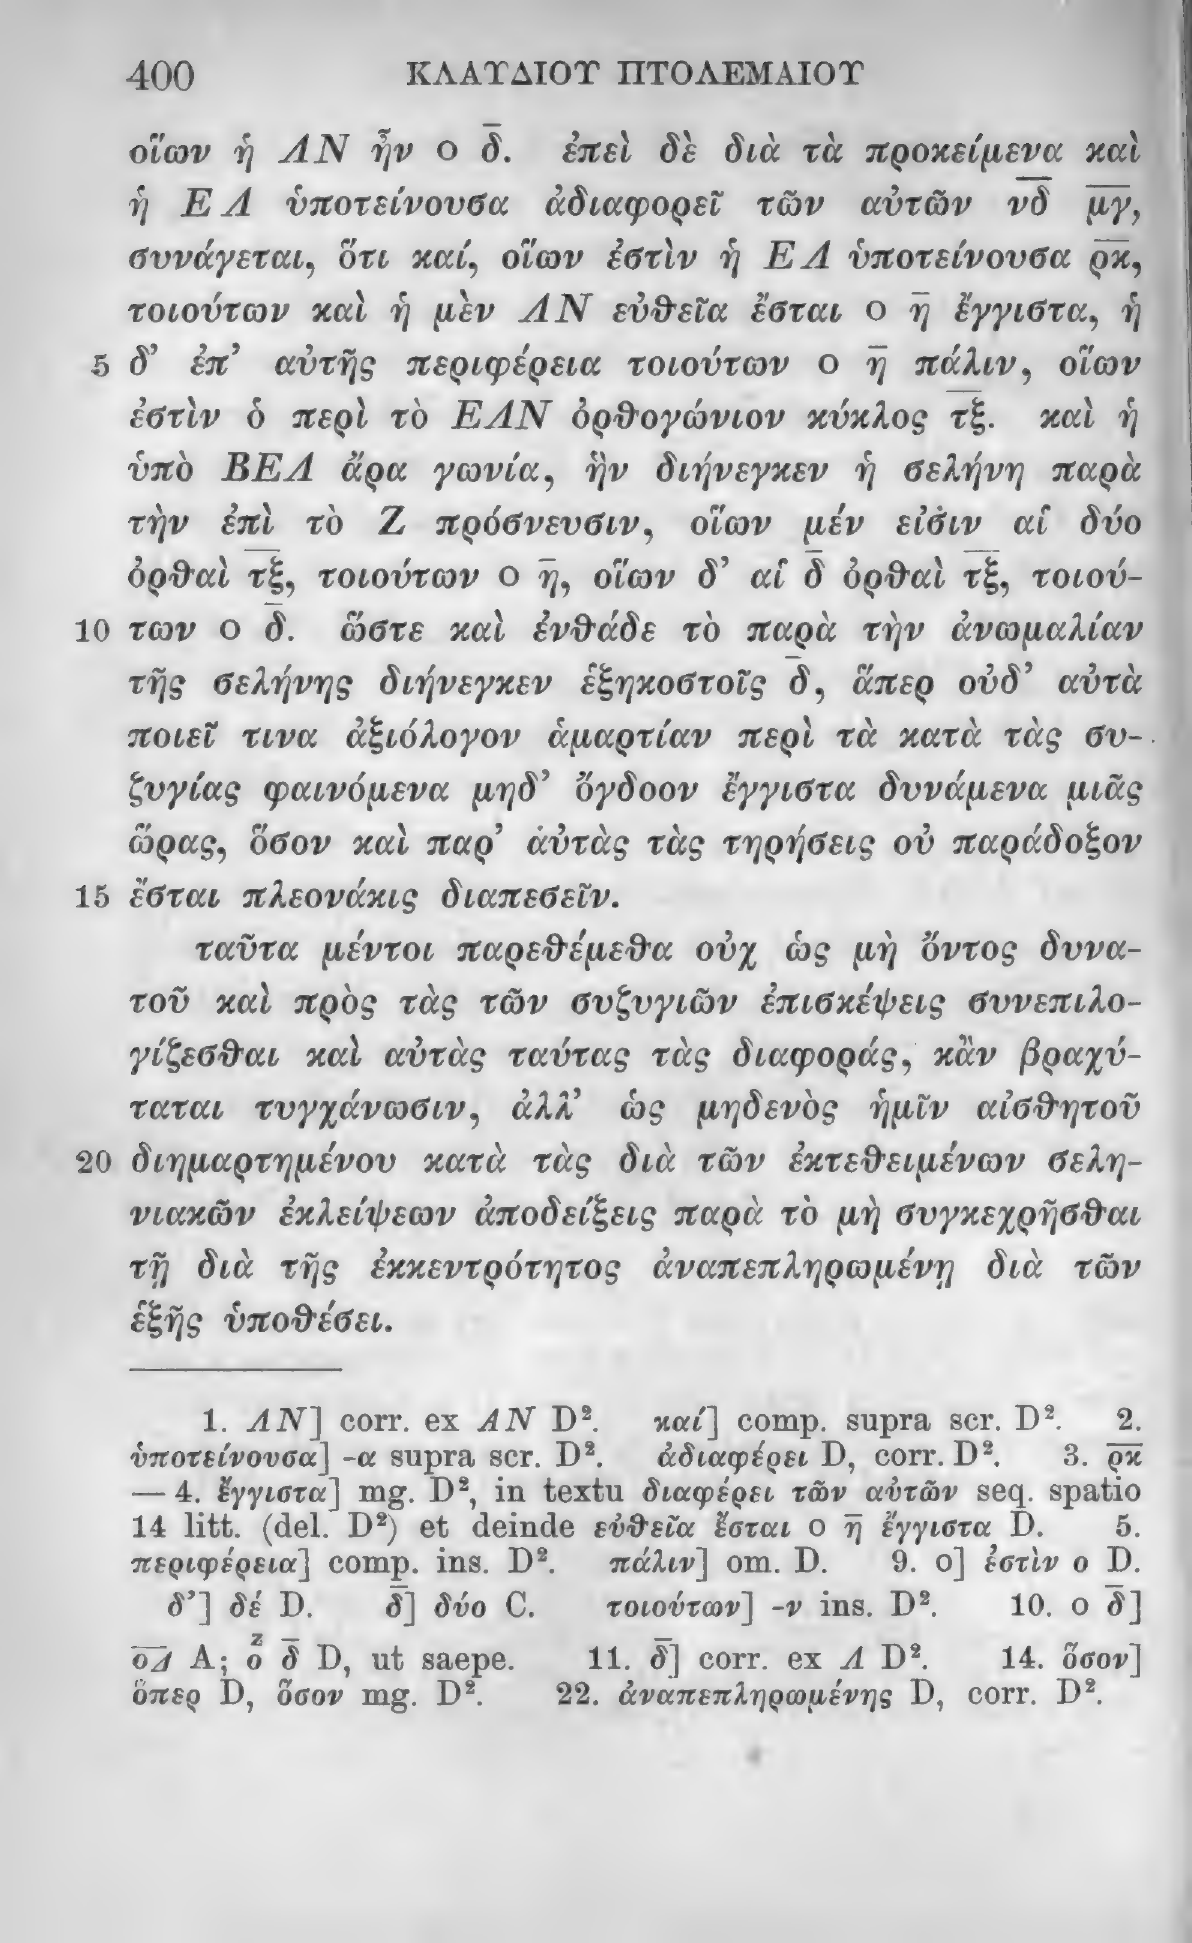 400 ΚΛΑΥΔΙΟΥ ΠΤΟΛΕΜΑΙΟΥ
οἵων ἡ ΛΝ ἦν ο δ̅. ἐπεὶ δὲ διὰ τὰ προκείμενα καὶ
ἡ ΕΛ ὑποτείνουσα ἀδιαφορεῖ τῶν αὐτῶν ν̅δ̅ μ̅γ̅,
συνάγεται, ὅτι καί, οἵων ἐστὶν ἡ ΕΛ ὑποτείνουσα ρ̅κ̅,
τοιούτων καὶ ἡ μὲν ΛΝ εὐθεῖα ἔσται ο η̅ ἔγγιστα, ἡ
5 δ’ ἐπ’ αὐτῆς περιφέρεια τοιούτων ο η̅ πάλιν, οἵων
ἐστὶν ὁ περὶ τὸ ΕΛΝ ὀρθογώνιον κύκλος τ̅ξ̅. καὶ ἡ
ὑπὸ ΒΕΛ ἄρα γωνία, ἣν διήνεγκεν ἡ σελήνη παρὰ
τὴν ἐπὶ τὸ Ζ πρόσνευσιν, οἵων μέν εἰσιν αἱ δύο
ὀρθαὶ τ̅ξ̅, τοιούτων ο η̅, οἵων δ’ αἱ δ̅ ὀρθαὶ τ̅ξ̅, τοιού-
10 των ο δ̅. ὥστε καὶ ἐνθάδε τὸ παρὰ τὴν ἀνωμαλίαν
τῆς σελήνης διήνεγκεν ἑξηκοστοῖς δ̅, ἅπερ οὐδ’ αὐτὰ
ποιεῖ τινα ἀξιόλογον ἁμαρτίαν περὶ τὰ κατὰ τὰς συ-
ζυγίας φαινόμενα μηδ’ ὄγδοον ἔγγιστα δυνάμενα μιᾶς
ὥρας, ὅσον καὶ παρ’ αὐτὰς τὰς τηρήσεις οὐ παράδοξον
15 ἔσται πλεονάκις διαπεσεῖν.
ταῦτα μέντοι παρεθέμεθα οὐχ ὡς μὴ ὄντος δυνα-
τοῦ καὶ πρὸς τὰς τῶν συζυγιῶν ἐπισκέψεις συνεπιλο-
γίζεσθαι καὶ αὐτὰς ταύτας τὰς διαφοράς, κἂν βραχύ-
ταται τυγχάνωσιν, ἀλλ’ ὡς μηδενὸς ἡμῖν αἰσθητοῦ
20 διημαρτημένου κατὰ τὰς διὰ τῶν ἐκτεθειμένων σελη-
νιακῶν ἐκλείψεων ἀποδείξεις παρὰ τὸ μὴ συγκεχρῆσθαι
τῇ διὰ τῆς ἐκκεντρότητος ἀναπεπληρωμένῃ διὰ τῶν
ἑξῆς ὑποθέσει.
1. ΛΝ] corr. ex ΑΝ D². καί] comp. supra scr. D². 2.
ὑποτείνουσα] -α supra scr. D². ἀδιαφέρει D, corr. D². 3. ρ̅κ̅
— 4. ἔγγιστα] mg. D², in textu διαφέρει τῶν αὐτῶν seq. spatio
14 litt. (del. D²) et deinde εὐθεῖα ἔσται ο η̅ ἔγγιστα D. 5.
περιφέρεια] comp. ins. D². πάλιν] om. D. 9. ο] ἐστὶν ο D.
δ’] δέ D. δ̅] δύο C. τοιούτων] -ν ins. D². 10. ο δ̅]
ο̅Δ̅ A; ο̅ᶻ δ̅ D, ut saepe. 11. δ̅] corr. ex Λ D². 14. ὅσον]
ὅπερ D, ὅσον mg. D². 22. ἀναπεπληρωμένης D, corr. D².